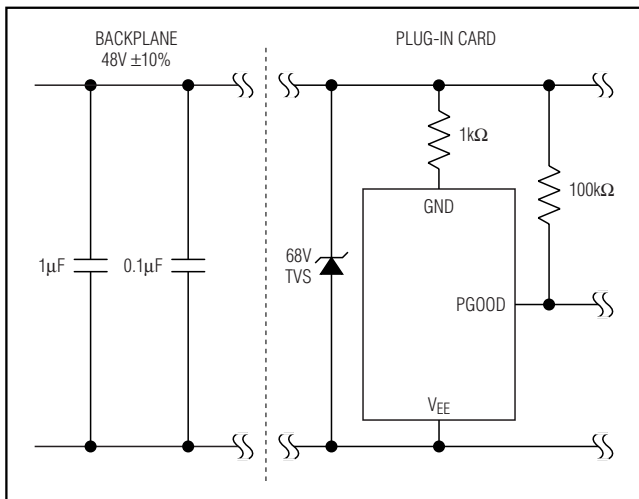 BACKPLANE
48V ±10%
PLUG-IN CARD
1kΩ
GND
100kΩ
1μF
0.1μF
68V
TVS
PGOOD
VEE